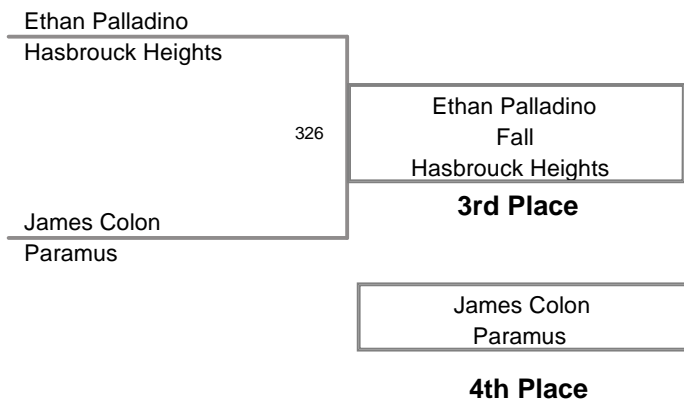 Ethan Palladino
Hasbrouck Heights
326
Ethan Palladino
Fall
Hasbrouck Heights
3rd Place
James Colon
Paramus
James Colon
Paramus
4th Place